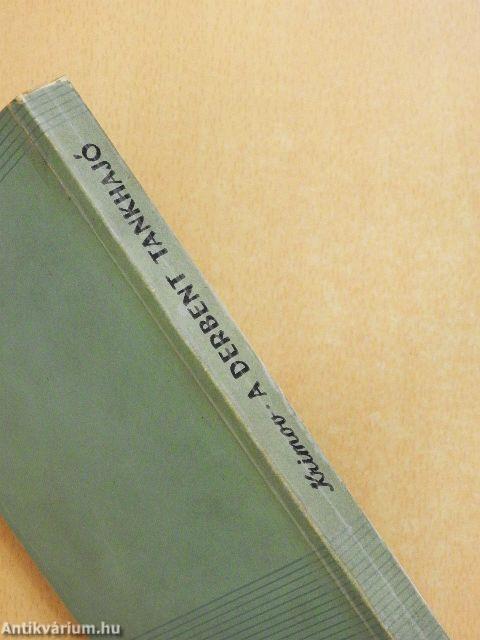 Krimov · A DERBENT TANKHAJÓ
Antikvárium.hu